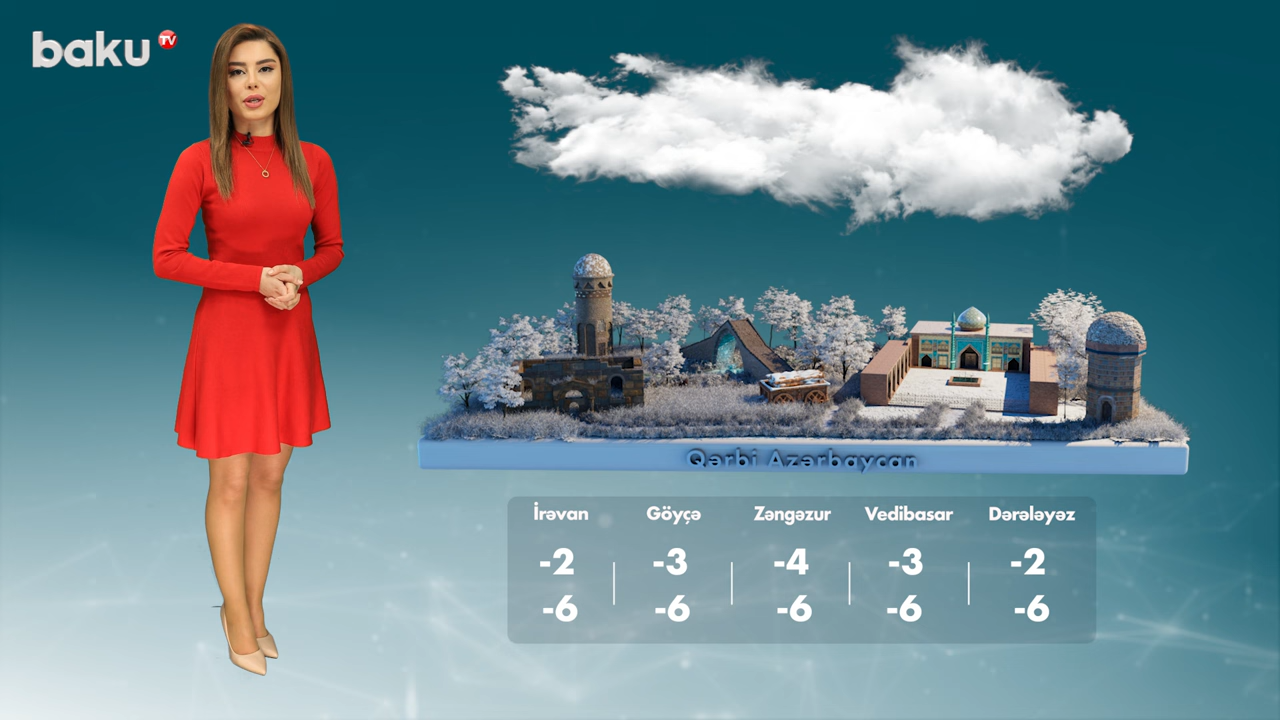 baku TV
Qərbi Azərbaycan
İrəvan Göyçə Zəngəzur Vedibasar Dərələyəz
-2 -3 -4 -3 -2
-6 -6 -6 -6 -6